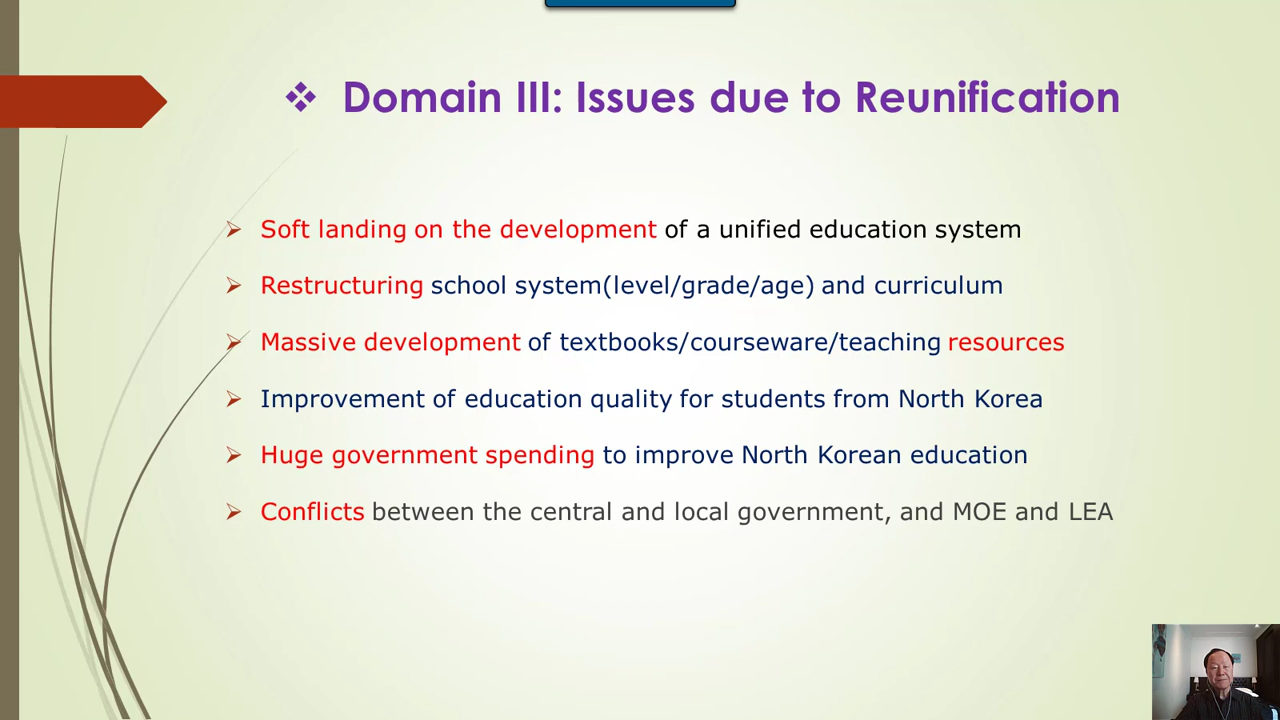 ❖ Domain III: Issues due to Reunification
➢ Soft landing on the development of a unified education system
➢ Restructuring school system(level/grade/age) and curriculum
➢ Massive development of textbooks/courseware/teaching resources
➢ Improvement of education quality for students from North Korea
➢ Huge government spending to improve North Korean education
➢ Conflicts between the central and local government, and MOE and LEA